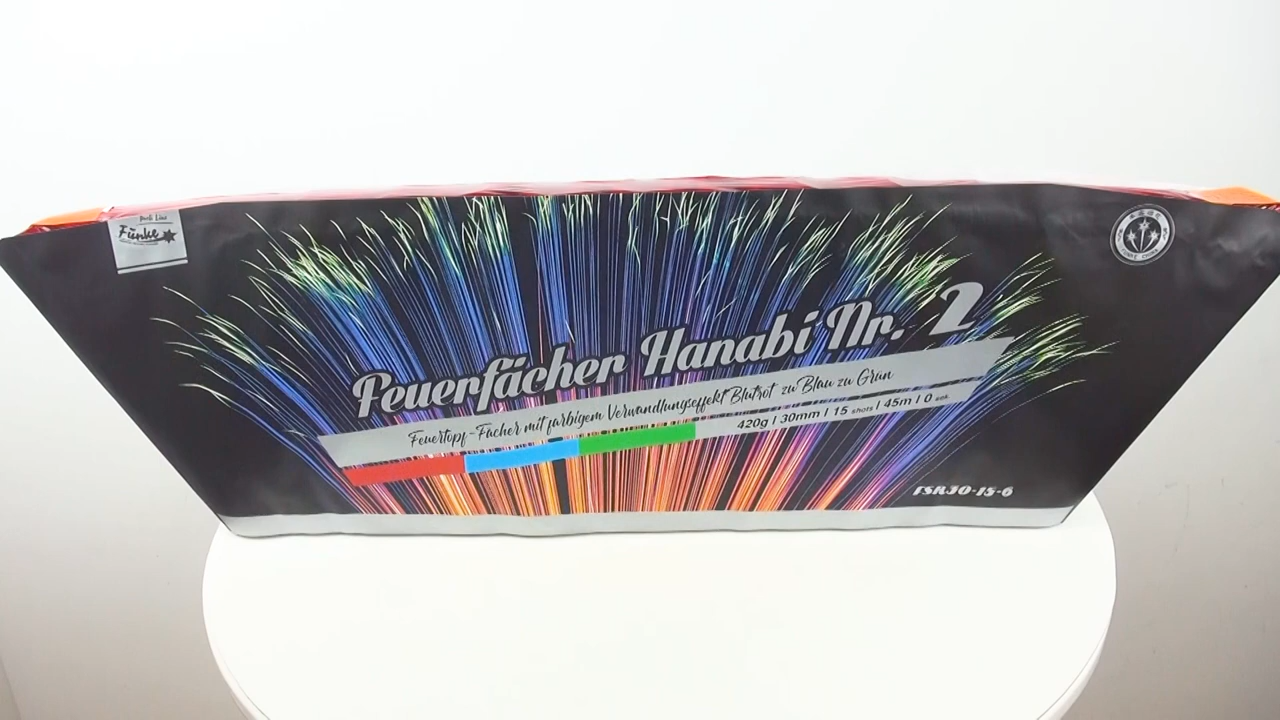 Funke
Feuerfächer Hanabi Nr. 2
Feuertopf-Fächer mit farbigem Verwandlungseffekt Blutrot zu Blau zu Grün
420g | 30mm | 15 shots | 45m | 0 sek.
FSR30-15-6